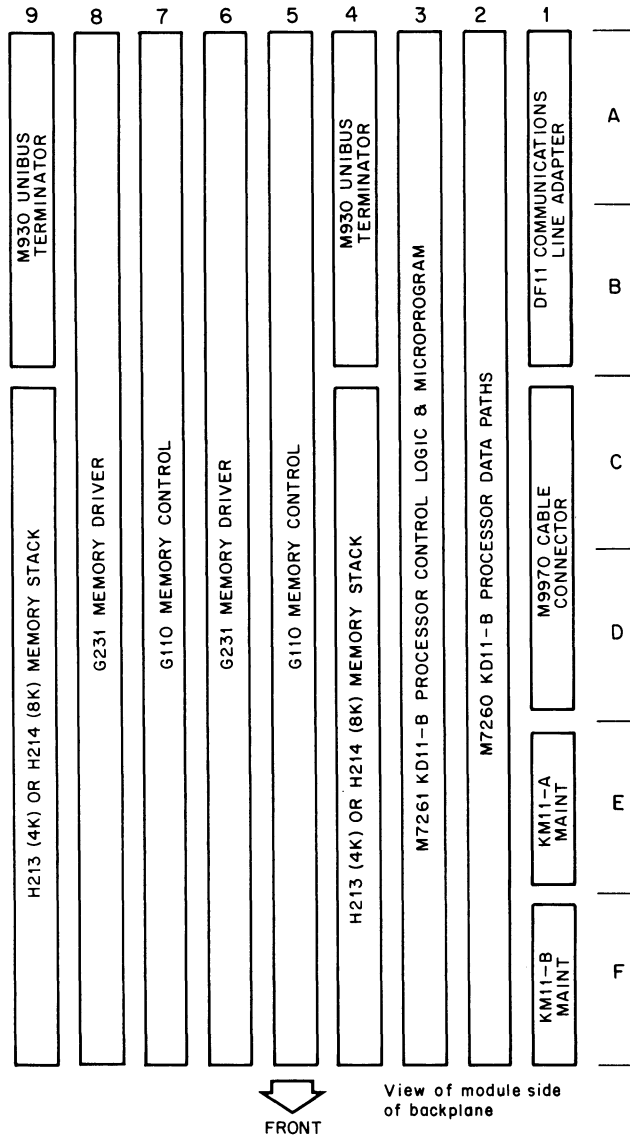 9 8 7 6 5 4 3 2 1
M930 UNIBUS
TERMINATOR
H213 (4K) OR H214 (8K) MEMORY STACK
G231 MEMORY DRIVER
G110 MEMORY CONTROL
G231 MEMORY DRIVER
G110 MEMORY CONTROL
M930 UNIBUS
TERMINATOR
H213 (4K) OR H214 (8K) MEMORY STACK
M7261 KD11-B PROCESSOR CONTROL LOGIC & MICROPROGRAM
M7260 KD11-B PROCESSOR DATA PATHS
DF11 COMMUNICATIONS
LINE ADAPTER
M9970 CABLE
CONNECTOR
KM11-A
MAINT
KM11-B
MAINT
A
B
C
D
E
F
FRONT
View of module side
of backplane